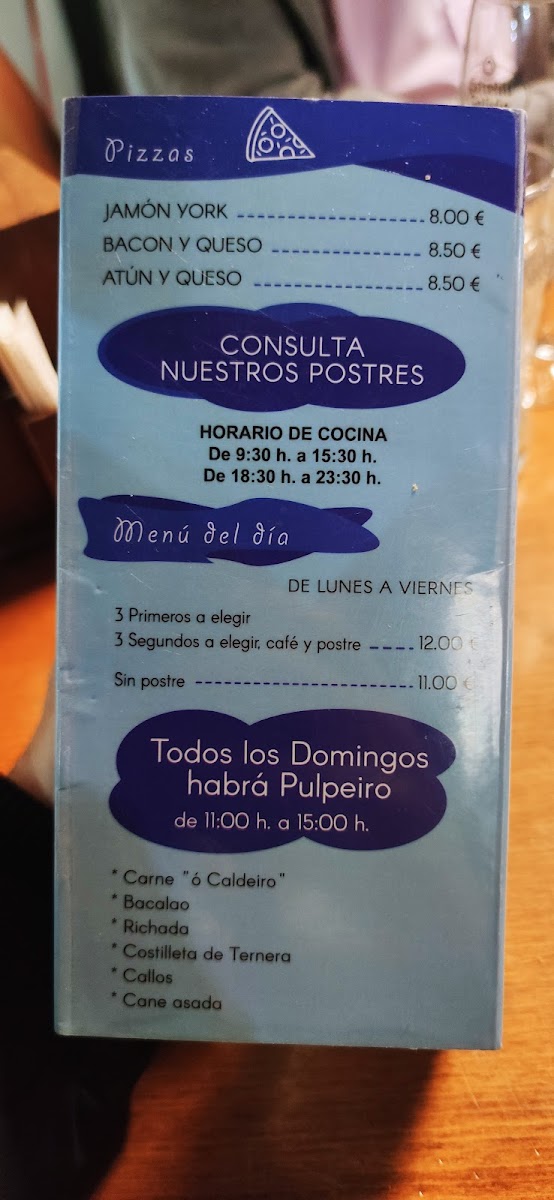 Pizzas
JAMÓN YORK ------------------------ 8.00 €
BACON Y QUESO ------------------- 8.50 €
ATÚN Y QUESO --------------------- 8.50 €
CONSULTA
NUESTROS POSTRES
HORARIO DE COCINA
De 9:30 h. a 15:30 h.
De 18:30 h. a 23:30 h.
Menú del día
DE LUNES A VIERNES
3 Primeros a elegir
3 Segundos a elegir, café y postre ---- 12.00 €
Sin postre --------------------------- 11.00 €
Todos los Domingos
habrá Pulpeiro
de 11:00 h. a 15:00 h.
* Carne "ó Caldeiro"
* Bacalao
* Richada
* Costilleta de Ternera
* Callos
* Cane asada